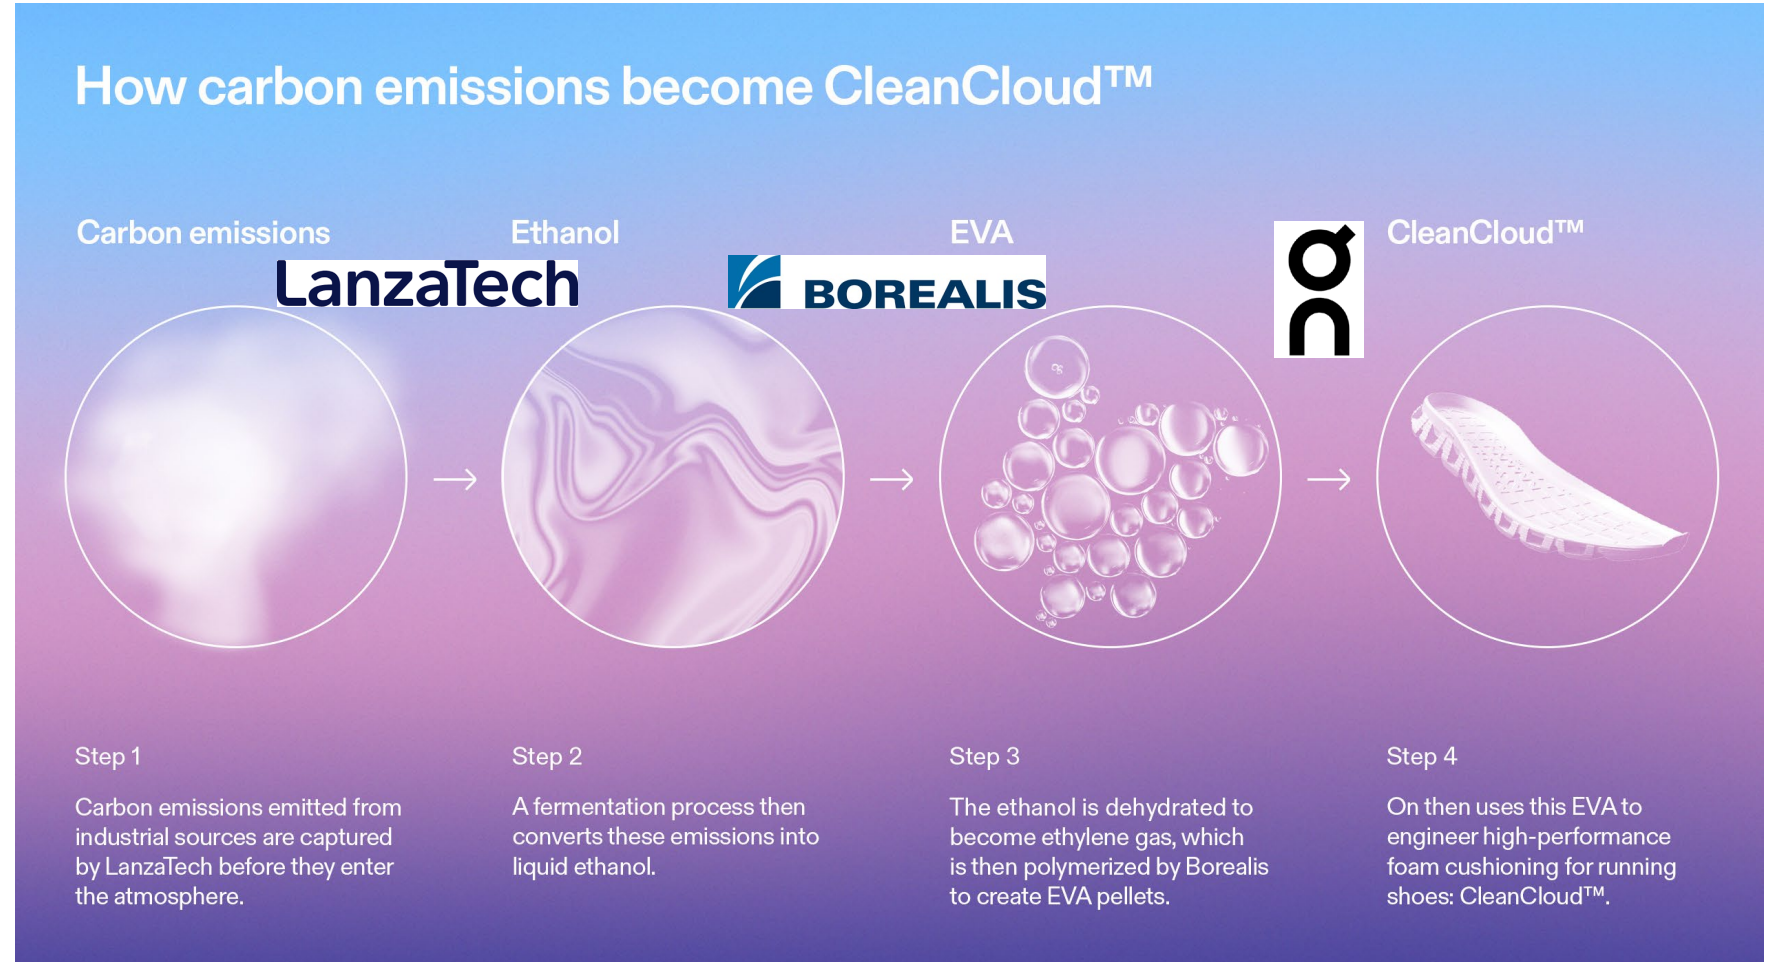 How carbon emissions become CleanCloud™
Carbon emissions
Ethanol
EVA
CleanCloud™
LanzaTech
BOREALIS
on
Step 1
Carbon emissions emitted from
industrial sources are captured
by LanzaTech before they enter
the atmosphere.
Step 2
A fermentation process then
converts these emissions into
liquid ethanol.
Step 3
The ethanol is dehydrated to
become ethylene gas, which
is then polymerized by Borealis
to create EVA pellets.
Step 4
On then uses this EVA to
engineer high-performance
foam cushioning for running
shoes: CleanCloud™.